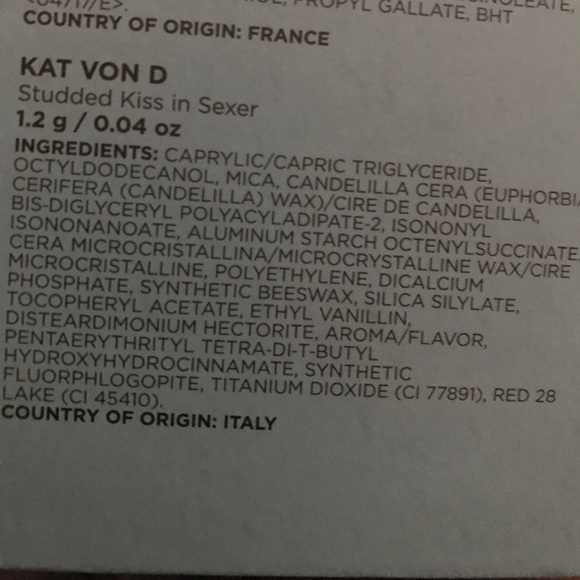 <04717/E>.
PROPYL GALLATE, BHT
COUNTRY OF ORIGIN: FRANCE
KAT VON D
Studded Kiss in Sexer
1.2 g / 0.04 oz
INGREDIENTS: CAPRYLIC/CAPRIC TRIGLYCERIDE,
OCTYLDODECANOL, MICA, CANDELILLA CERA (EUPHORBIA
CERIFERA (CANDELILLA) WAX)/CIRE DE CANDELILLA,
BIS-DIGLYCERYL POLYACYLADIPATE-2, ISONONYL
ISONONANOATE, ALUMINUM STARCH OCTENYLSUCCINATE,
CERA MICROCRISTALLINA/MICROCRYSTALLINE WAX/CIRE
MICROCRISTALLINE, POLYETHYLENE, DICALCIUM
PHOSPHATE, SYNTHETIC BEESWAX, SILICA SILYLATE,
TOCOPHERYL ACETATE, ETHYL VANILLIN,
DISTEARDIMONIUM HECTORITE, AROMA/FLAVOR,
PENTAERYTHRITYL TETRA-DI-T-BUTYL
HYDROXYHYDROCINNAMATE, SYNTHETIC
FLUORPHLOGOPITE, TITANIUM DIOXIDE (CI 77891), RED 28
LAKE (CI 45410).
COUNTRY OF ORIGIN: ITALY